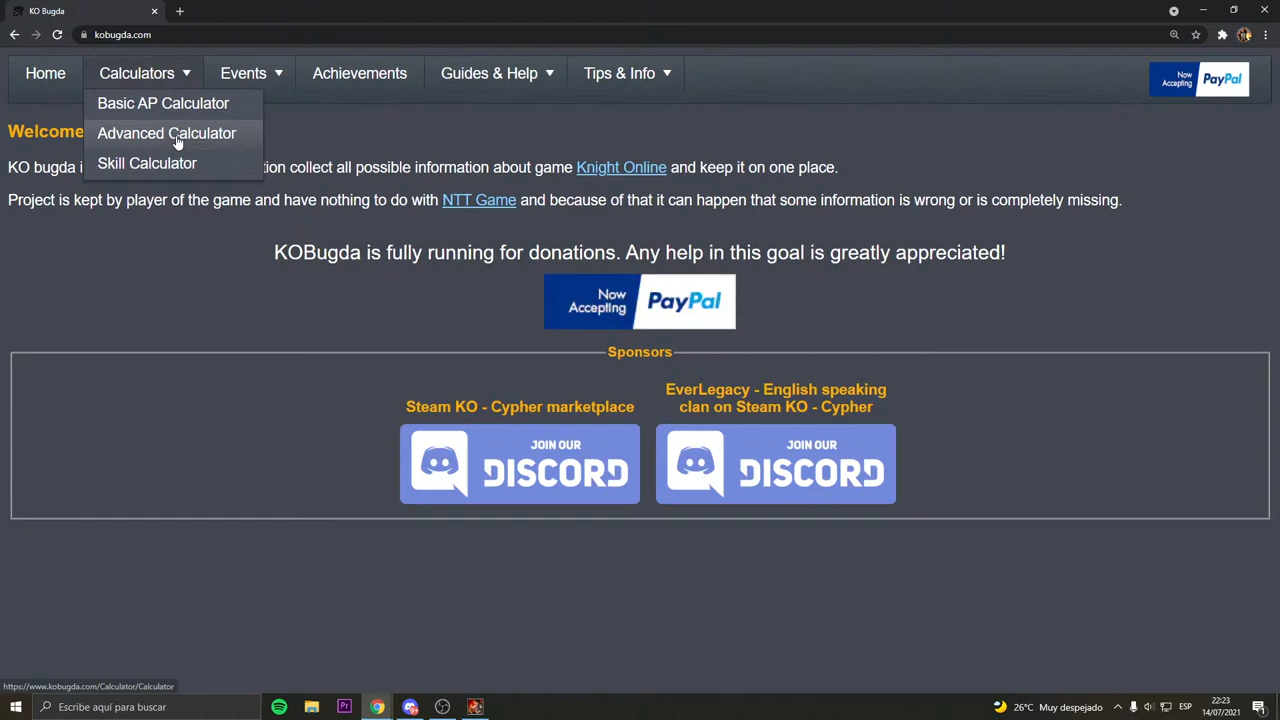 KO Bugda
kobugda.com
Home
Calculators
Events
Achievements
Guides & Help
Tips & Info
Now Accepting PayPal
Basic AP Calculator
Advanced Calculator
Skill Calculator
Welcome
KO bugda i tion collect all possible information about game Knight Online and keep it on one place.
Project is kept by player of the game and have nothing to do with NTT Game and because of that it can happen that some information is wrong or is completely missing.
KOBugda is fully running for donations. Any help in this goal is greatly appreciated!
Now
Accepting
PayPal
Sponsors
Steam KO - Cypher marketplace
EverLegacy - English speaking
clan on Steam KO - Cypher
JOIN OUR
DISCORD
JOIN OUR
DISCORD
https://www.kobugda.com/Calculator/Calculator
Escribe aquí para buscar
26°C Muy despejado
ESP
22:23
14/07/2021